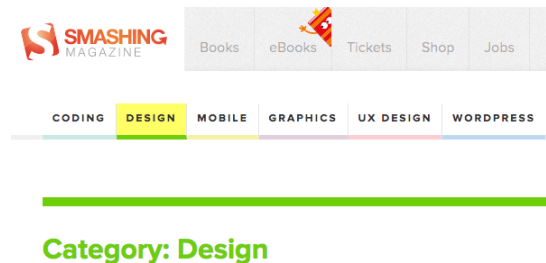 SMASHING
MAGAZINE
Books eBooks Tickets Shop Jobs
CODING DESIGN MOBILE GRAPHICS UX DESIGN WORDPRESS
Category: Design